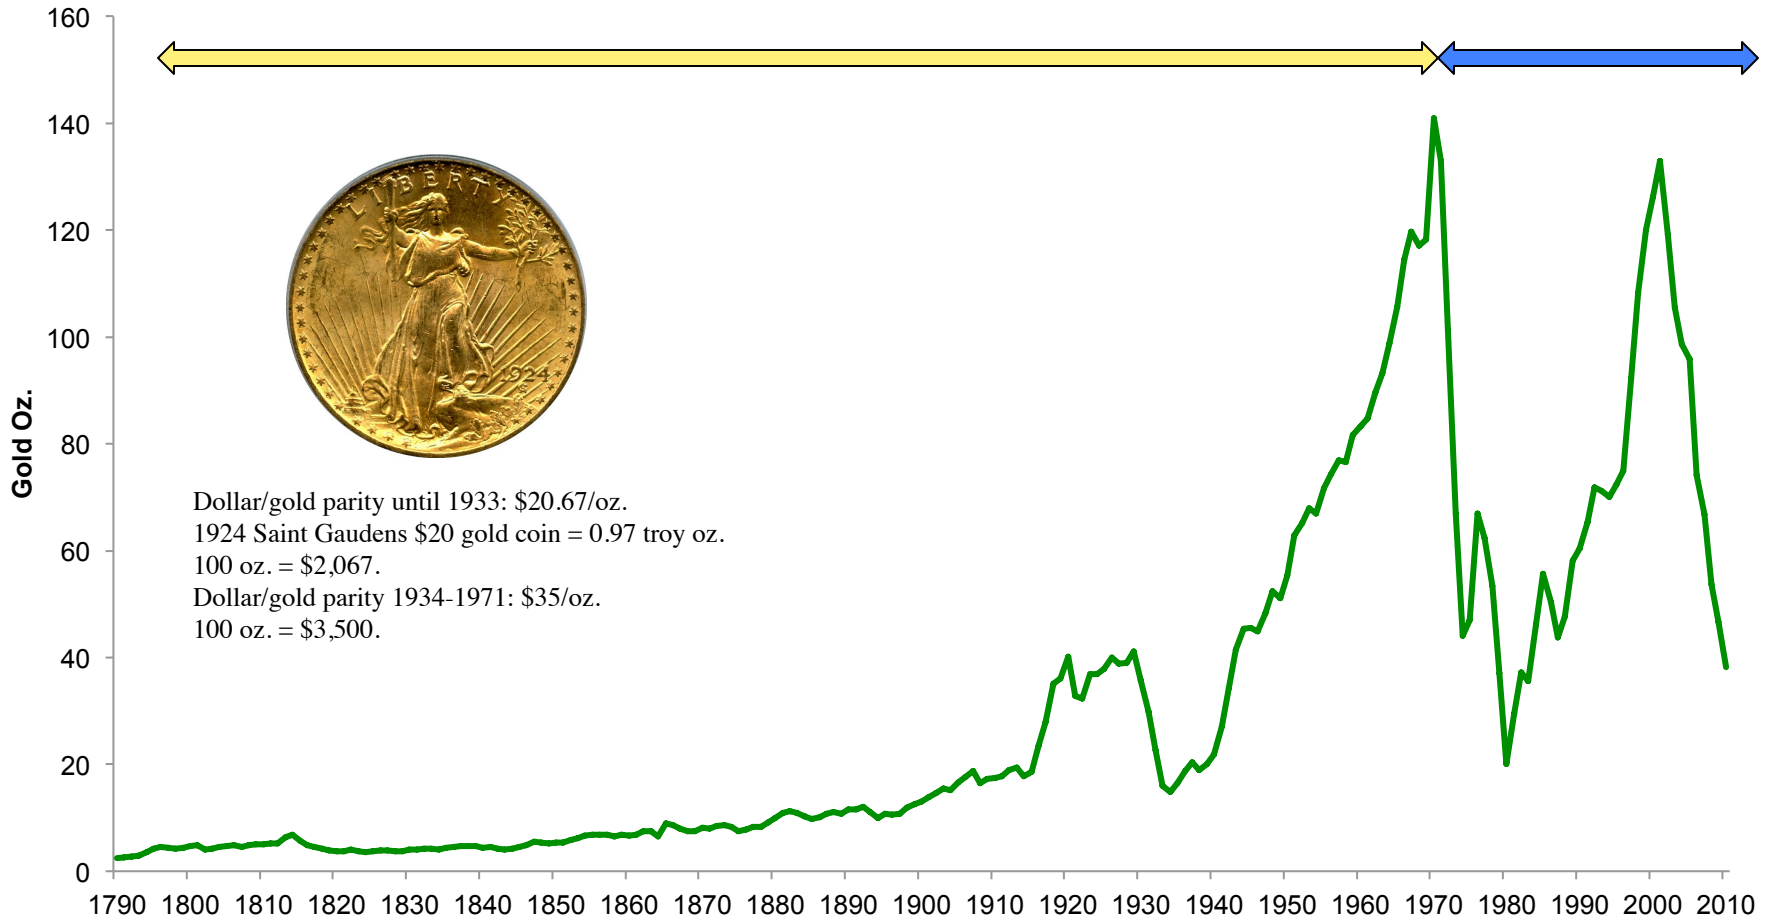 160
140
120
100
80
60
40
20
0
Gold Oz.
LIBERTY
1924
Dollar/gold parity until 1933: $20.67/oz.
1924 Saint Gaudens $20 gold coin = 0.97 troy oz.
100 oz. = $2,067.
Dollar/gold parity 1934-1971: $35/oz.
100 oz. = $3,500.
1790 1800 1810 1820 1830 1840 1850 1860 1870 1880 1890 1900 1910 1920 1930 1940 1950 1960 1970 1980 1990 2000 2010